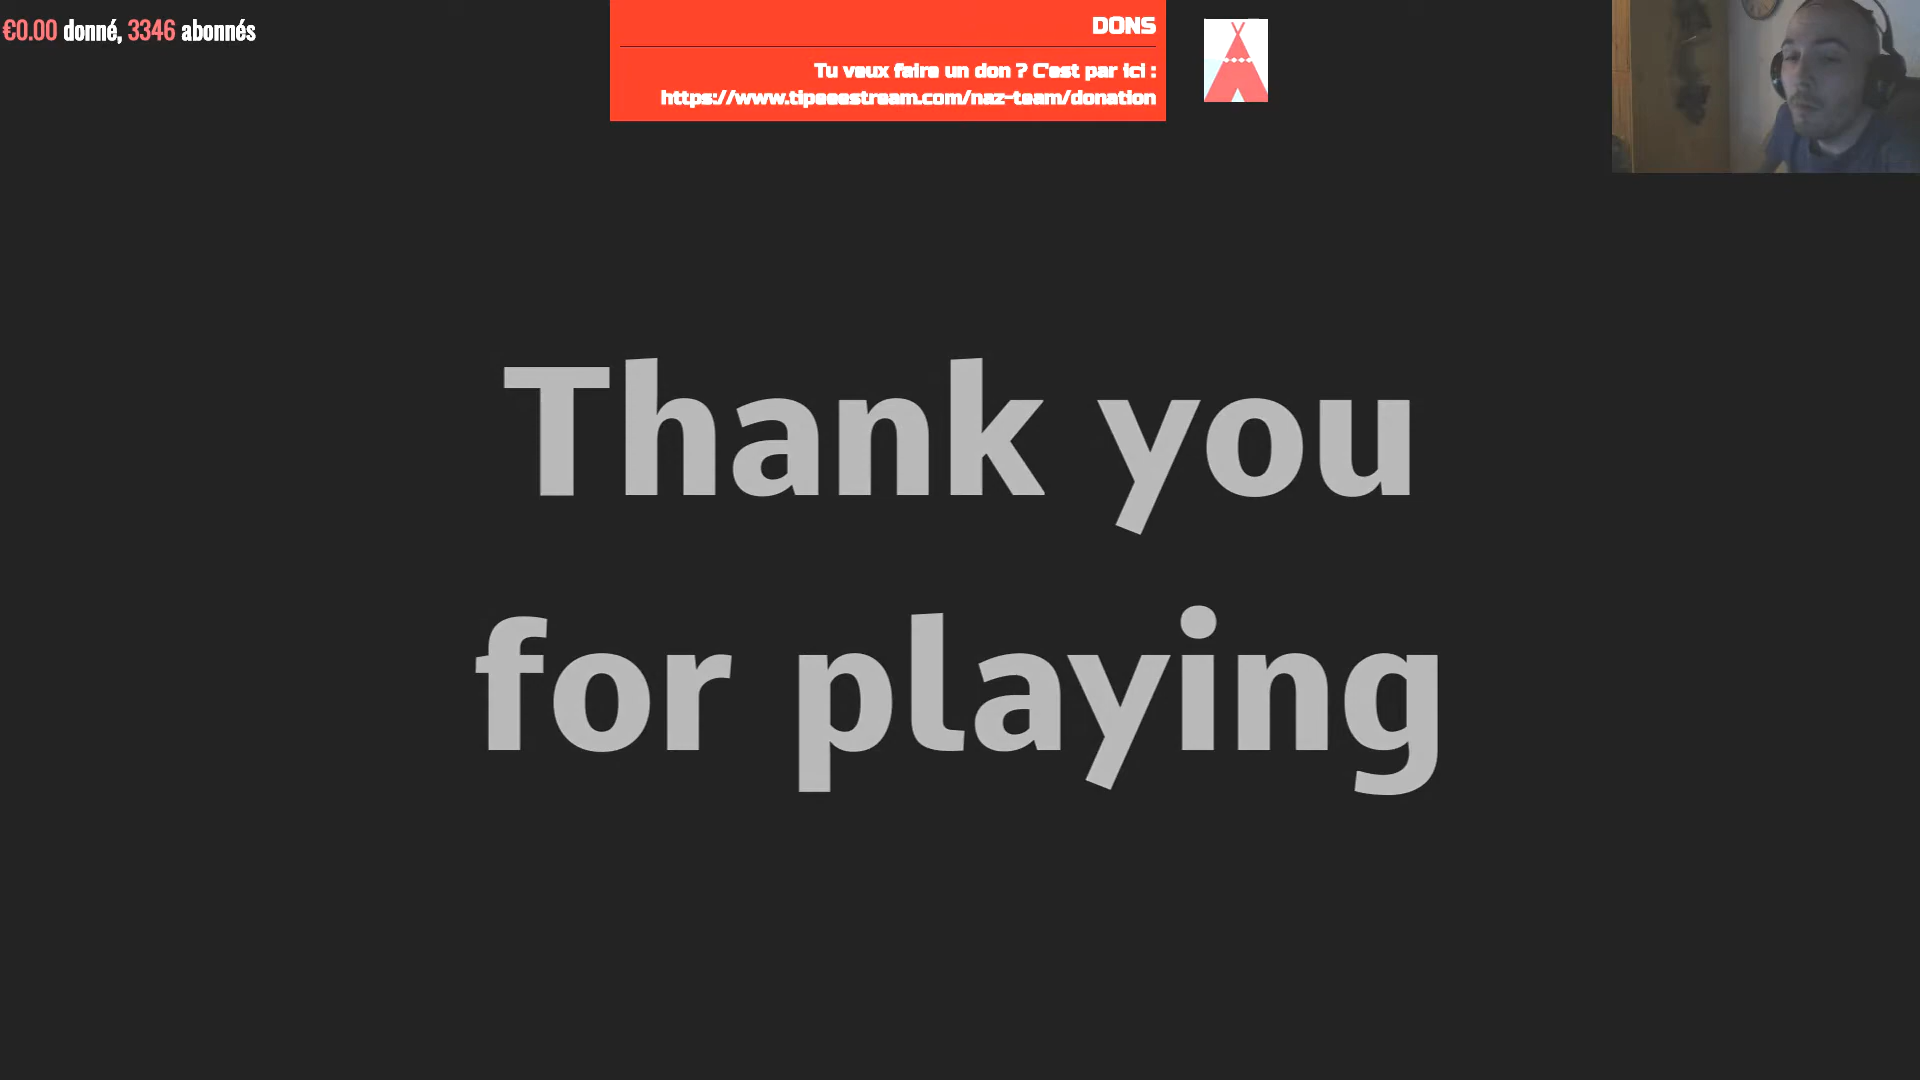 €0.00 donné, 3346 abonnés
DONS
Tu veux faire un don ? C'est par ici :
https://www.tipeeestream.com/naz-team/donation
Thank you
for playing